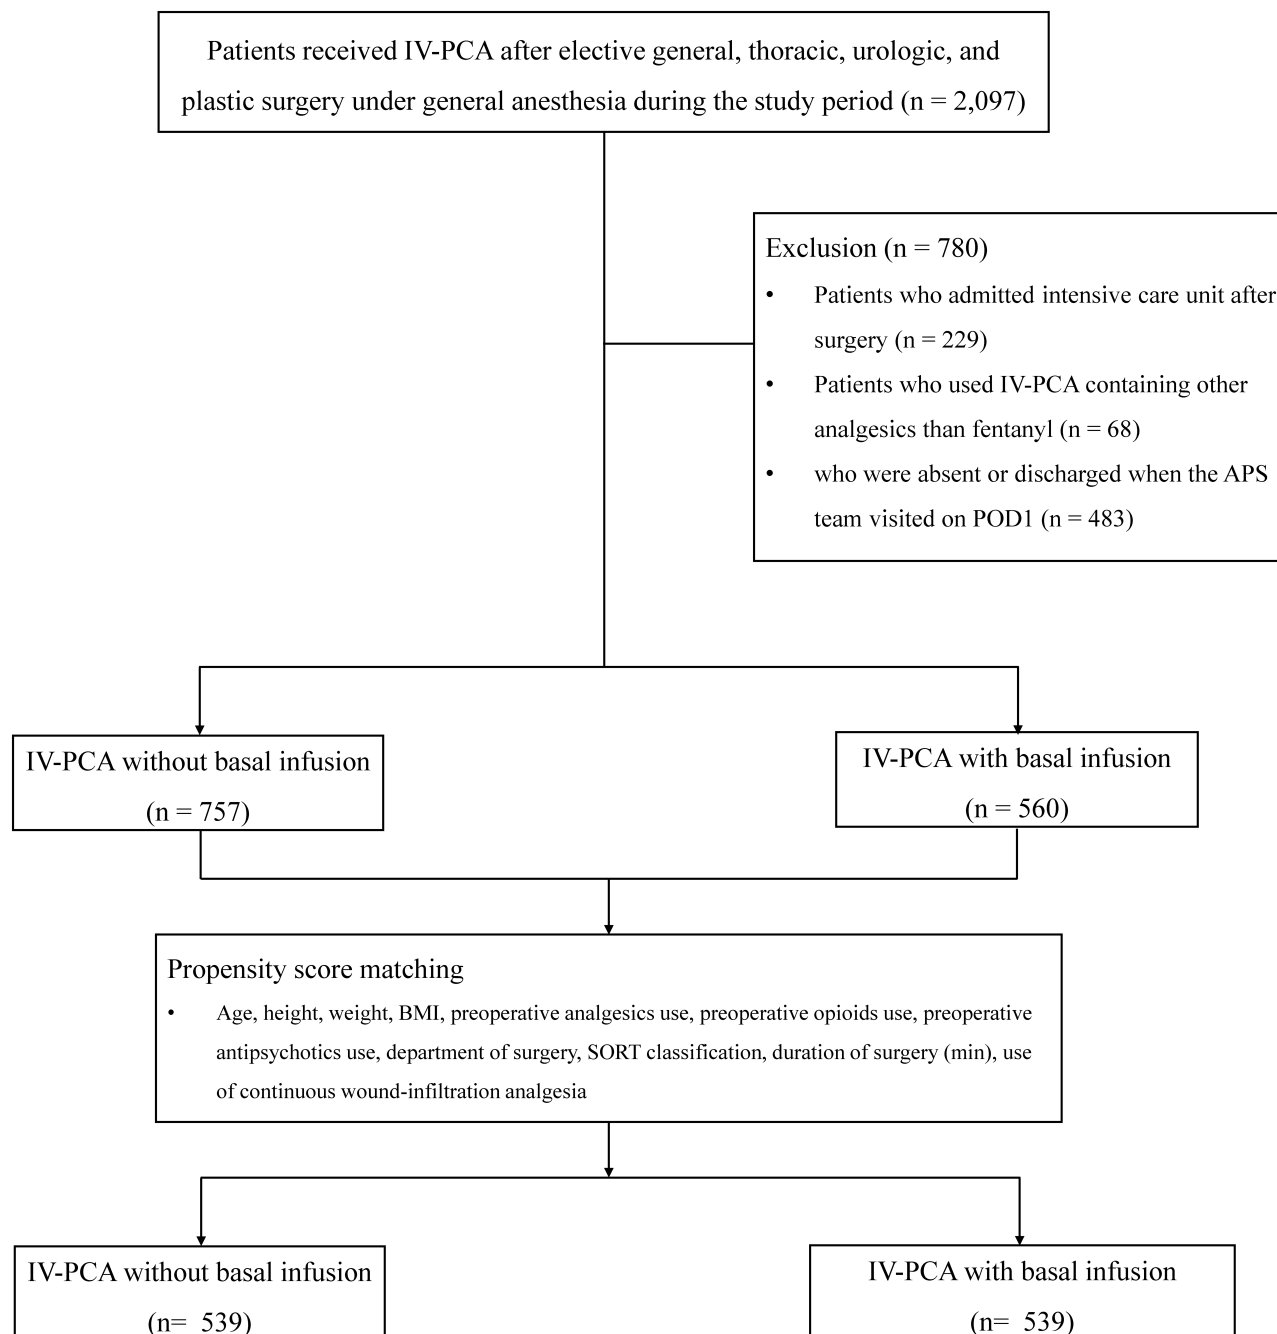 Patients received IV-PCA after elective general, thoracic, urologic, and
plastic surgery under general anesthesia during the study period (n = 2,097)
Exclusion (n = 780)
• Patients who admitted intensive care unit after
surgery (n = 229)
• Patients who used IV-PCA containing other
analgesics than fentanyl (n = 68)
• who were absent or discharged when the APS
team visited on POD1 (n = 483)
IV-PCA without basal infusion
(n = 757)
IV-PCA with basal infusion
(n = 560)
Propensity score matching
• Age, height, weight, BMI, preoperative analgesics use, preoperative opioids use, preoperative
antipsychotics use, department of surgery, SORT classification, duration of surgery (min), use
of continuous wound-infiltration analgesia
IV-PCA without basal infusion
(n= 539)
IV-PCA with basal infusion
(n= 539)